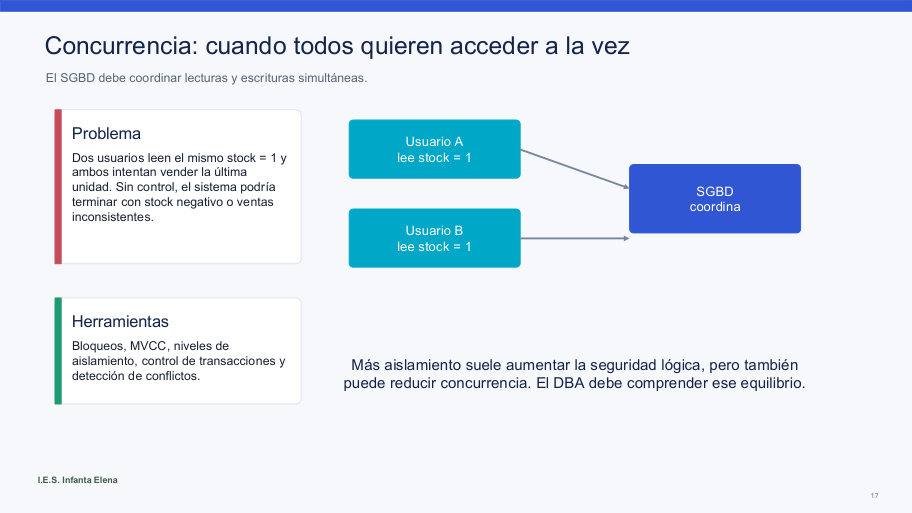 Concurrencia: cuando todos quieren acceder a la vez
El SGBD debe coordinar lecturas y escrituras simultáneas.
Problema
Dos usuarios leen el mismo stock = 1 y
ambos intentan vender la última
unidad. Sin control, el sistema podría
terminar con stock negativo o ventas
inconsistentes.
Usuario A
lee stock = 1
Usuario B
lee stock = 1
SGBD
coordina
Herramientas
Bloqueos, MVCC, niveles de
aislamiento, control de transacciones y
detección de conflictos.
Más aislamiento suele aumentar la seguridad lógica, pero también
puede reducir concurrencia. El DBA debe comprender ese equilibrio.
I.E.S. Infanta Elena
17